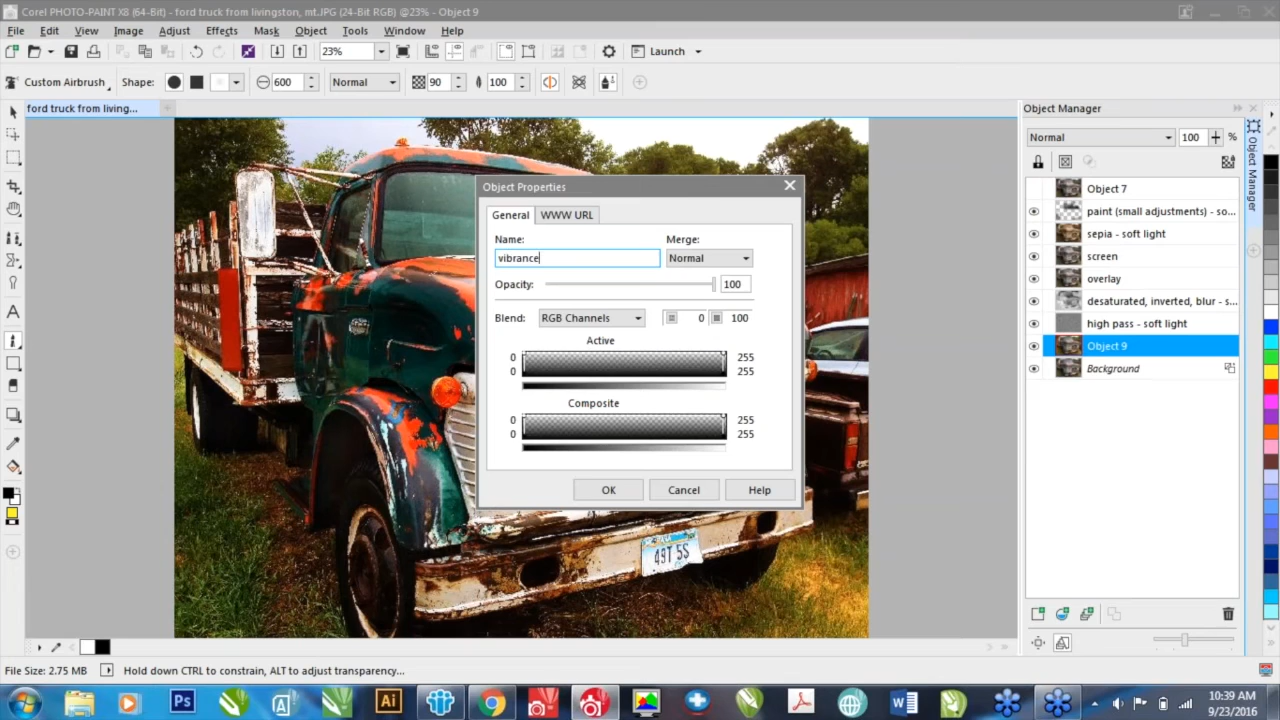 Corel PHOTO-PAINT X8 (64-Bit) - ford truck from livingston, mt.JPG (24-Bit RGB) @23% - Object 9
File Edit View Image Adjust Effects Mask Object Tools Window Help
23% Launch
Custom Airbrush Shape: 600 Normal 90 100
ford truck from living...
Object Manager
Normal 100 %
Object Manager
Object 7
paint (small adjustments) - so...
sepia - soft light
screen
overlay
desaturated, inverted, blur - s...
high pass - soft light
Object 9
Background
Object Properties
General WWW URL
Name: Merge:
vibrance Normal
Opacity: 100
Blend: RGB Channels 0 100
Active
0 255
0 255
Composite
0 255
0 255
OK Cancel Help
49T 5S
File Size: 2.75 MB Hold down CTRL to constrain, ALT to adjust transparency...
Ps Ai W
10:39 AM
9/23/2016